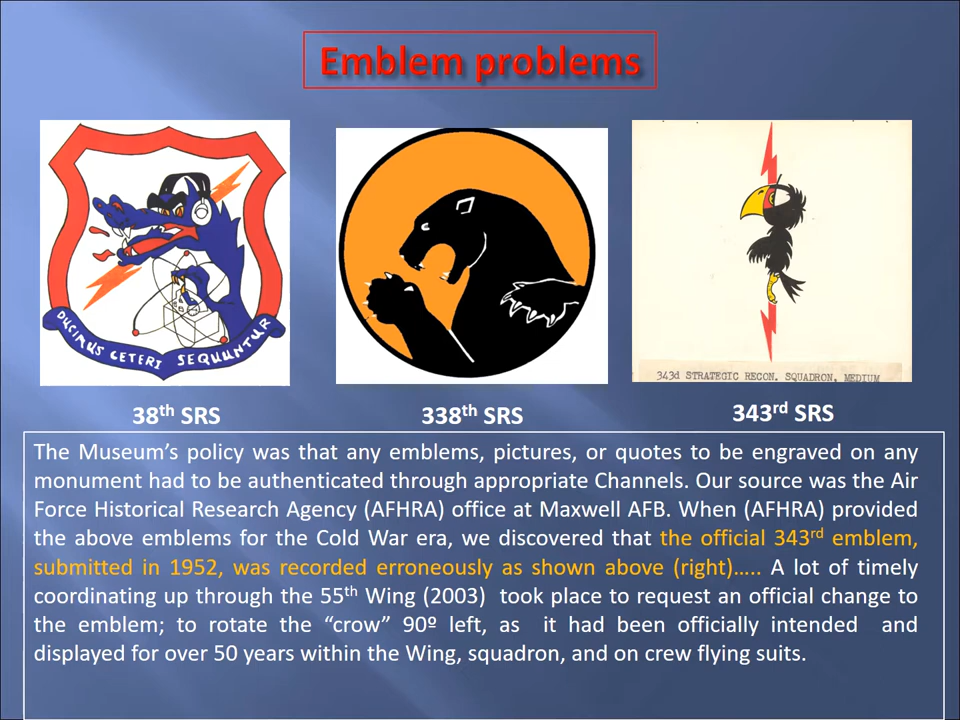 Emblem problems
DUCIMUS CETERI SEQUUNTUR
343d STRATEGIC RECON. SQUADRON, MEDIUM
38th SRS
338th SRS
343rd SRS
The Museum’s policy was that any emblems, pictures, or quotes to be engraved on any
monument had to be authenticated through appropriate Channels. Our source was the Air
Force Historical Research Agency (AFHRA) office at Maxwell AFB. When (AFHRA) provided
the above emblems for the Cold War era, we discovered that the official 343rd emblem,
submitted in 1952, was recorded erroneously as shown above (right)….. A lot of timely
coordinating up through the 55th Wing (2003) took place to request an official change to
the emblem; to rotate the “crow” 90º left, as it had been officially intended and
displayed for over 50 years within the Wing, squadron, and on crew flying suits.